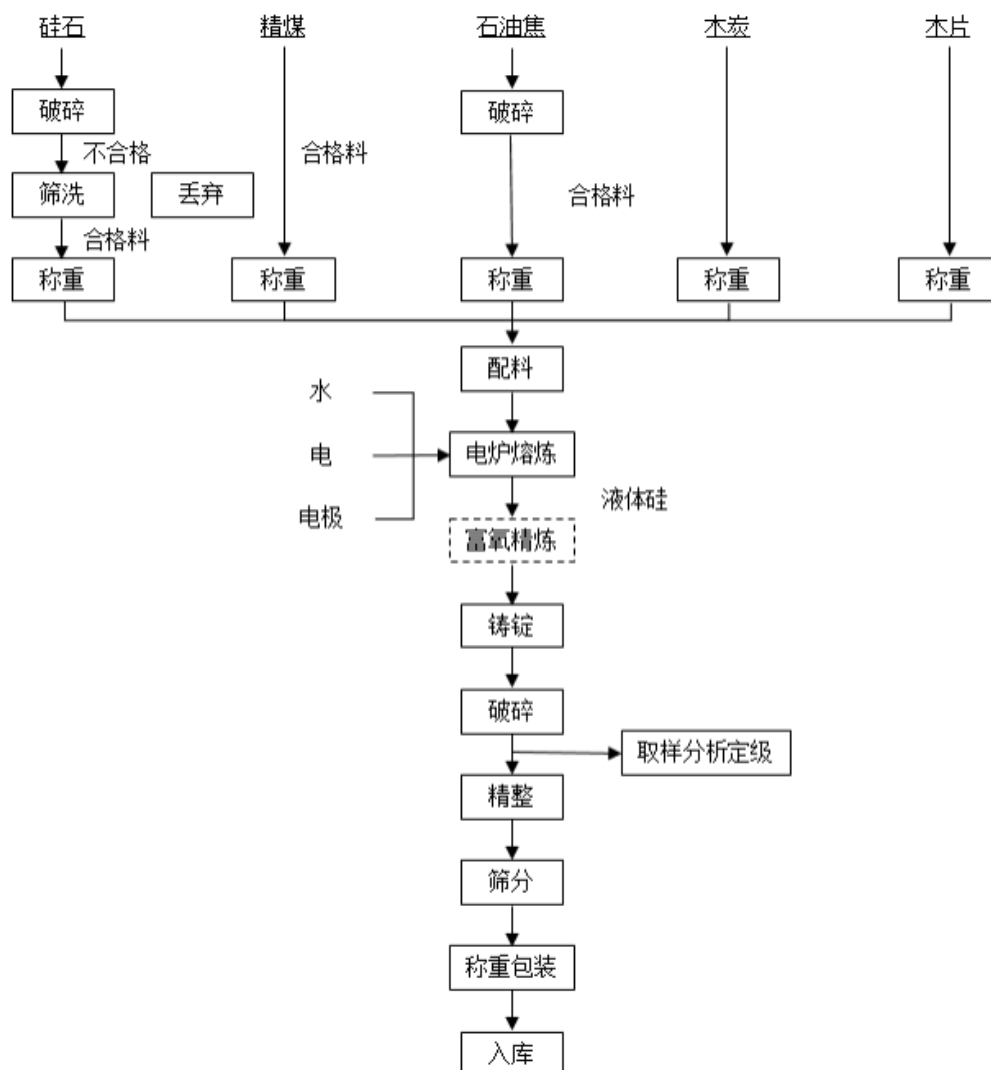 硅石
精煤
石油焦
木炭
木片
破碎
破碎
不合格
合格料
筛洗
丢弃
合格料
合格料
称重
称重
称重
称重
称重
配料
水
电
电炉熔炼
液体硅
电极
富氧精炼
铸锭
破碎
取样分析定级
精整
筛分
称重包装
入库